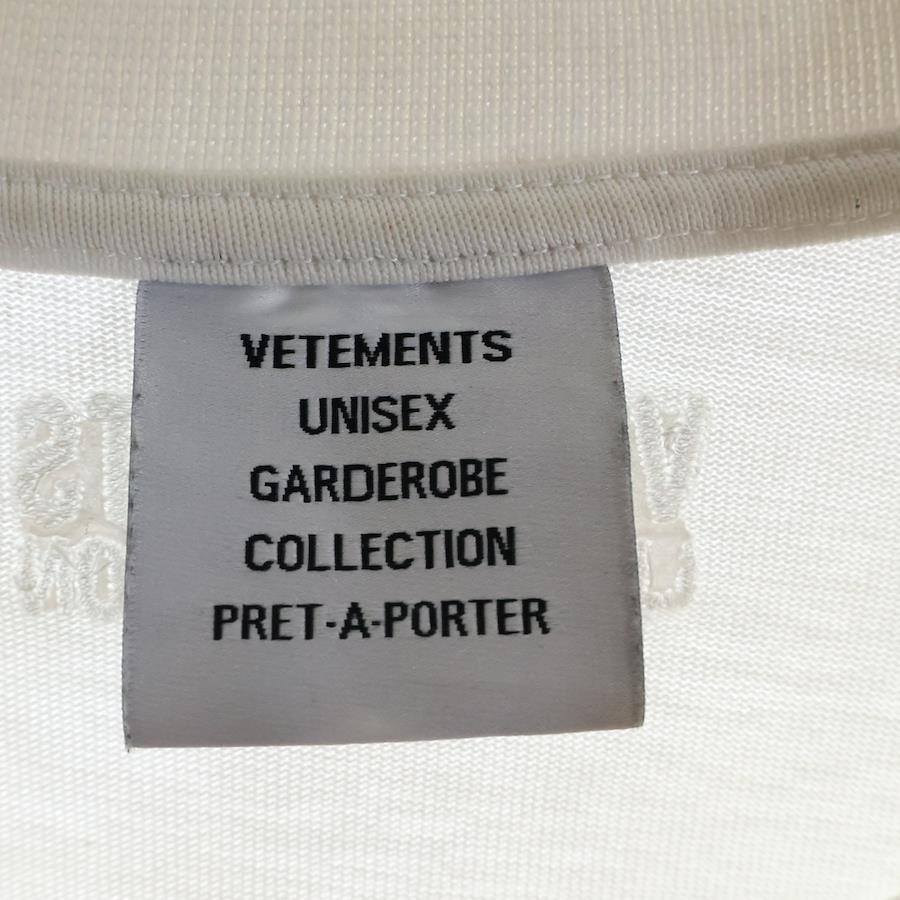 VETEMENTS
UNISEX
GARDEROBE
COLLECTION
PRET-A-PORTER